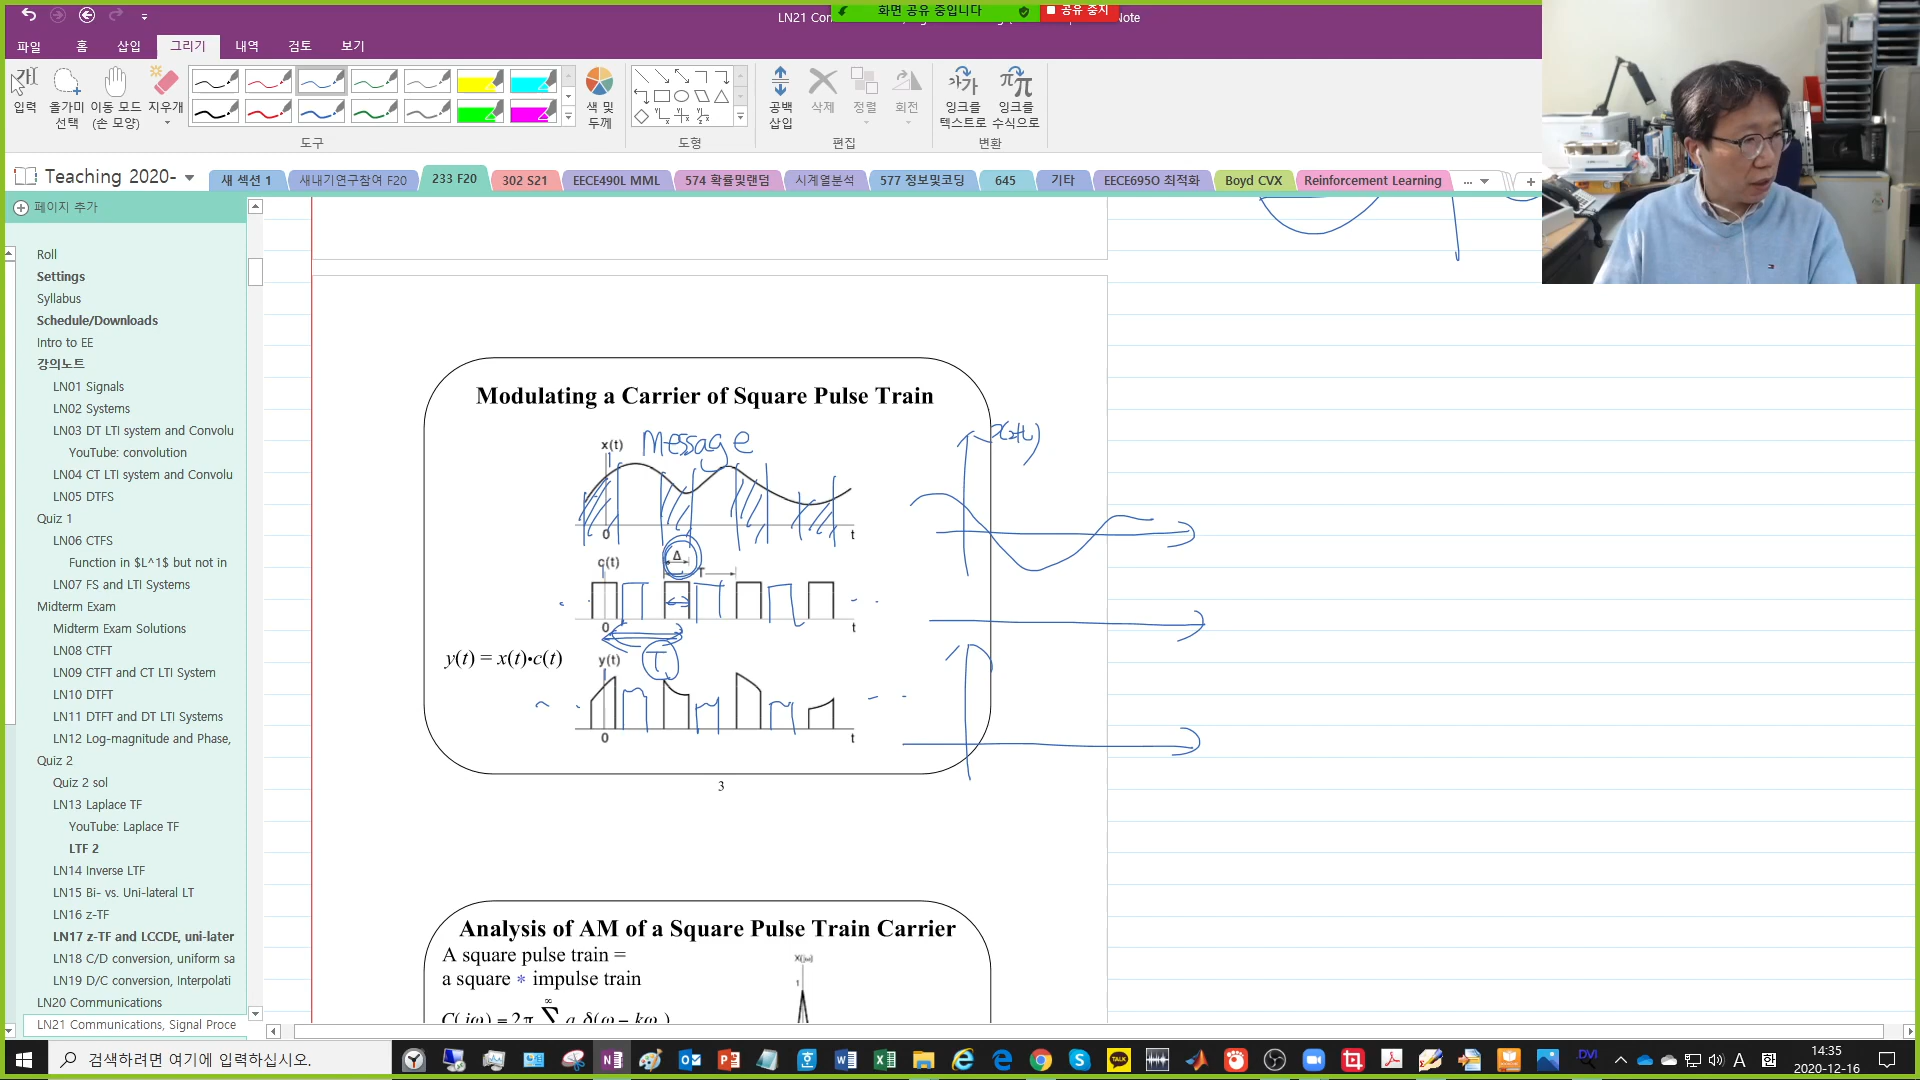 LN21 Con
Note
화면 공유 중입니다
공유 중지
파일 홈 삽입 그리기 내역 검토 보기
입력
올가미 선택
이동 모드 (손 모양)
지우개
색 및 두께
공백 삽입
삭제
정렬
회전
잉크를 텍스트로
잉크를 수식으로
도구
도형
편집
변환
Teaching 2020-
새 섹션 1
새내기연구참여 F20
233 F20
302 S21
EECE490L MML
574 확률및랜덤
시계열분석
577 정보및코딩
645
기타
EECE695O 최적화
Boyd CVX
Reinforcement Learning
...
페이지 추가
Roll
Settings
Syllabus
Schedule/Downloads
Intro to EE
강의노트
LN01 Signals
LN02 Systems
LN03 DT LTI system and Convolu
YouTube: convolution
LN04 CT LTI system and Convolu
LN05 DTFS
Quiz 1
LN06 CTFS
Function in $L^1$ but not in
LN07 FS and LTI Systems
Midterm Exam
Midterm Exam Solutions
LN08 CTFT
LN09 CTFT and CT LTI System
LN10 DTFT
LN11 DTFT and DT LTI Systems
LN12 Log-magnitude and Phase,
Quiz 2
Quiz 2 sol
LN13 Laplace TF
YouTube: Laplace TF
LTF 2
LN14 Inverse LTF
LN15 Bi- vs. Uni-lateral LT
LN16 z-TF
LN17 z-TF and LCCDE, uni-later
LN18 C/D conversion, uniform sa
LN19 D/C conversion, Interpolati
LN20 Communications
LN21 Communications, Signal Proce
Modulating a Carrier of Square Pulse Train
x(t) Message
x(t)
0 t
Δ
c(t) T
0 t
T
y(t) = x(t)•c(t) y(t)
0 t
3
Analysis of AM of a Square Pulse Train Carrier
A square pulse train =
a square * impulse train
X(jω)
1
C(jω) = 2π ∑ a δ(ω − kω )
∞
검색하려면 여기에 입력하십시오.
TALK
DVI
A
14:35
2020-12-16